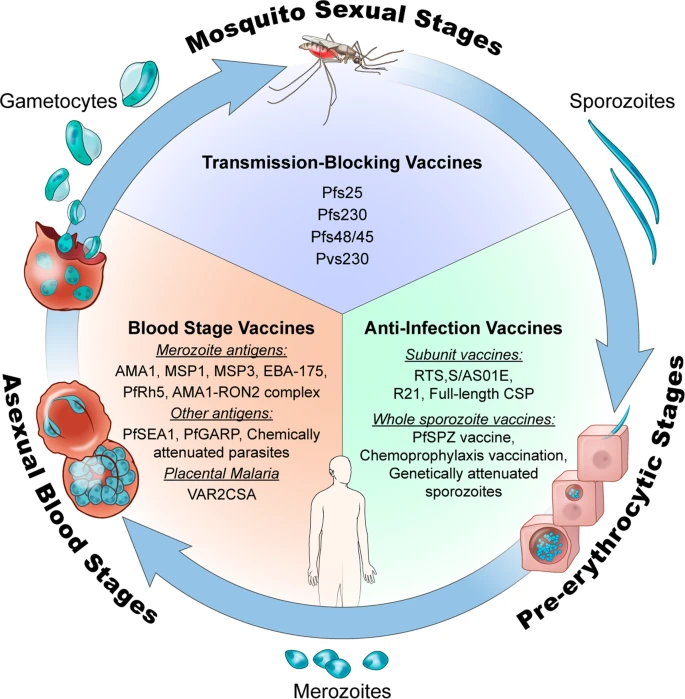 Mosquito Sexual Stages
Gametocytes
Sporozoites
Transmission-Blocking Vaccines
Pfs25
Pfs230
Pfs48/45
Pvs230
Blood Stage Vaccines
Merozoite antigens:
AMA1, MSP1, MSP3, EBA-175,
PfRh5, AMA1-RON2 complex
Other antigens:
PfSEA1, PfGARP, Chemically
attenuated parasites
Placental Malaria
VAR2CSA
Anti-Infection Vaccines
Subunit vaccines:
RTS,S/AS01E,
R21, Full-length CSP
Whole sporozoite vaccines:
PfSPZ vaccine,
Chemoprophylaxis vaccination,
Genetically attenuated
sporozoites
Asexual Blood Stages
Pre-erythrocytic Stages
Merozoites